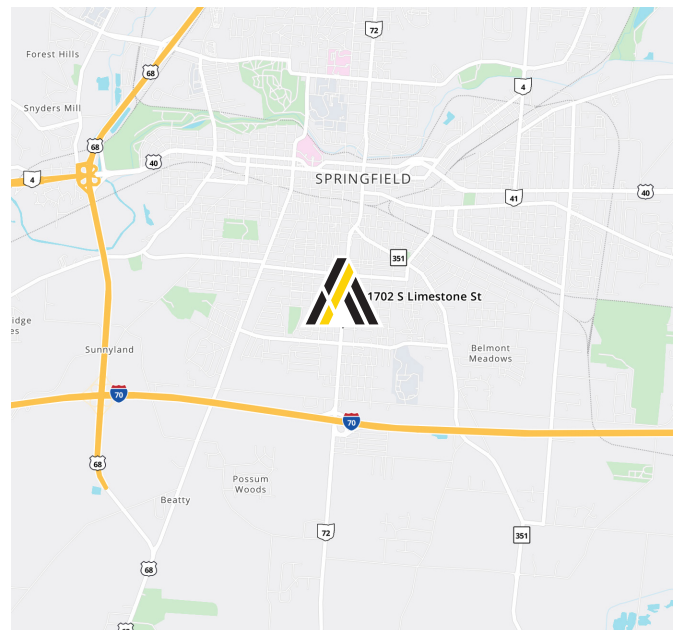 72
Forest Hills
68
4
Snyders Mill
68
40
4
SPRINGFIELD
41
40
351
1702 S Limestone St
idge
es
Sunnyland
Belmont
Meadows
70
70
68
Possum
Woods
Beatty
72
351
68